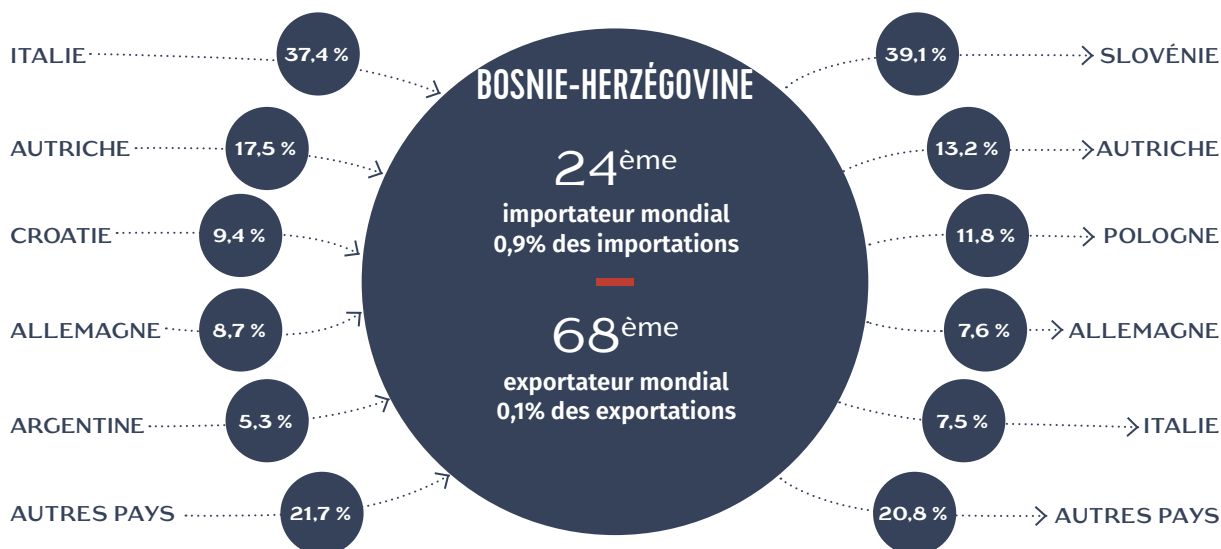 ITALIE 37,4 %
AUTRICHE 17,5 %
CROATIE 9,4 %
ALLEMAGNE 8,7 %
ARGENTINE 5,3 %
AUTRES PAYS 21,7 %
BOSNIE-HERZÉGOVINE
24ème
importateur mondial
0,9% des importations
68ème
exportateur mondial
0,1% des exportations
39,1 % SLOVÉNIE
13,2 % AUTRICHE
11,8 % POLOGNE
7,6 % ALLEMAGNE
7,5 % ITALIE
20,8 % AUTRES PAYS